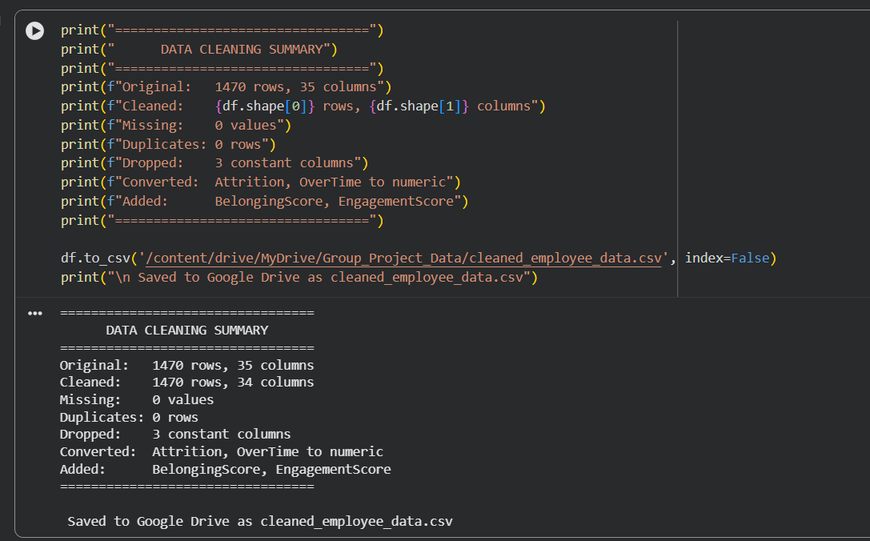 print("=================================")
print("      DATA CLEANING SUMMARY")
print("=================================")
print(f"Original:   1470 rows, 35 columns")
print(f"Cleaned:    {df.shape[0]} rows, {df.shape[1]} columns")
print(f"Missing:    0 values")
print(f"Duplicates: 0 rows")
print(f"Dropped:    3 constant columns")
print(f"Converted:  Attrition, OverTime to numeric")
print(f"Added:      BelongingScore, EngagementScore")
print("=================================")
df.to_csv('/content/drive/MyDrive/Group_Project_Data/cleaned_employee_data.csv', index=False)
print("\n Saved to Google Drive as cleaned_employee_data.csv")
=================================
      DATA CLEANING SUMMARY
=================================
Original:   1470 rows, 35 columns
Cleaned:    1470 rows, 34 columns
Missing:    0 values
Duplicates: 0 rows
Dropped:    3 constant columns
Converted:  Attrition, OverTime to numeric
Added:      BelongingScore, EngagementScore
=================================
 Saved to Google Drive as cleaned_employee_data.csv